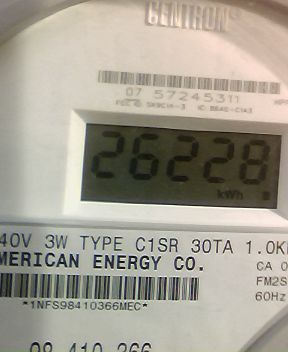 CENTRON®
07 57245311
26228
kWh
40V 3W TYPE C1SR 30TA 1.0K
MERICAN ENERGY CO.
CA 0
FM2S
60Hz
*1NFS98410366MEC*
98 410 366